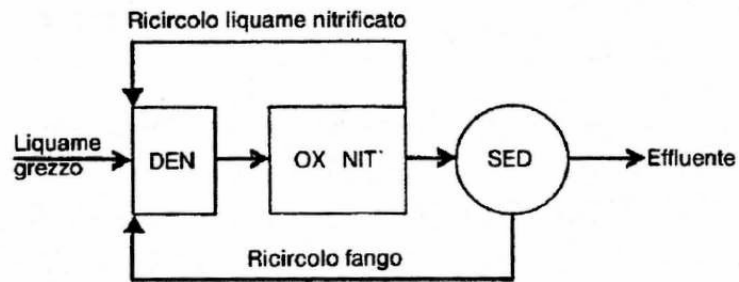 Ricircolo liquame nitrificato
Liquame
grezzo
DEN
OX NIT
SED
Effluente
Ricircolo fango